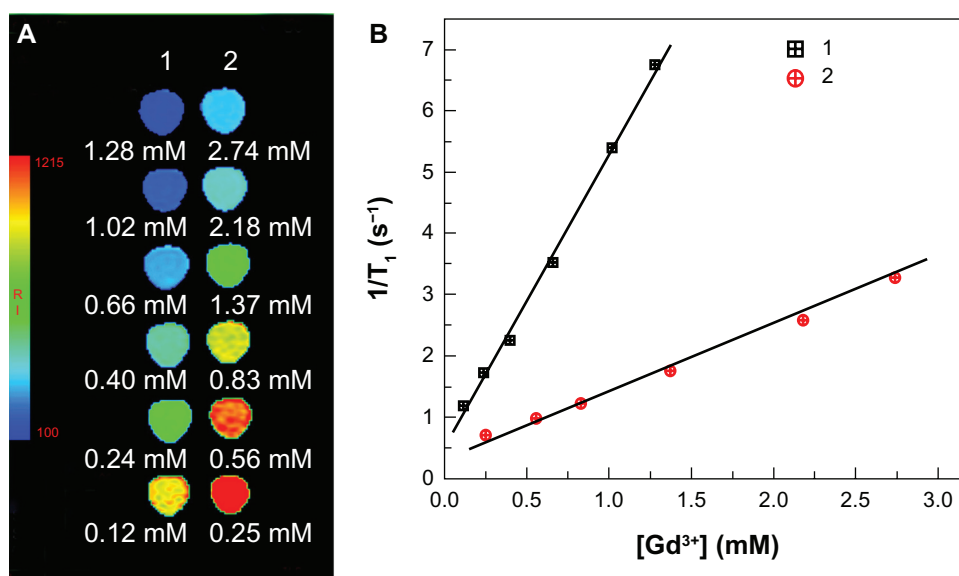 A
1 2
1.28 mM 2.74 mM
1215
1.02 mM 2.18 mM
R
I
0.66 mM 1.37 mM
0.40 mM 0.83 mM
100
0.24 mM 0.56 mM
0.12 mM 0.25 mM
B
1
2
1/T₁ (s⁻¹)
7
6
5
4
3
2
1
0
0.0 0.5 1.0 1.5 2.0 2.5 3.0
[Gd³⁺] (mM)